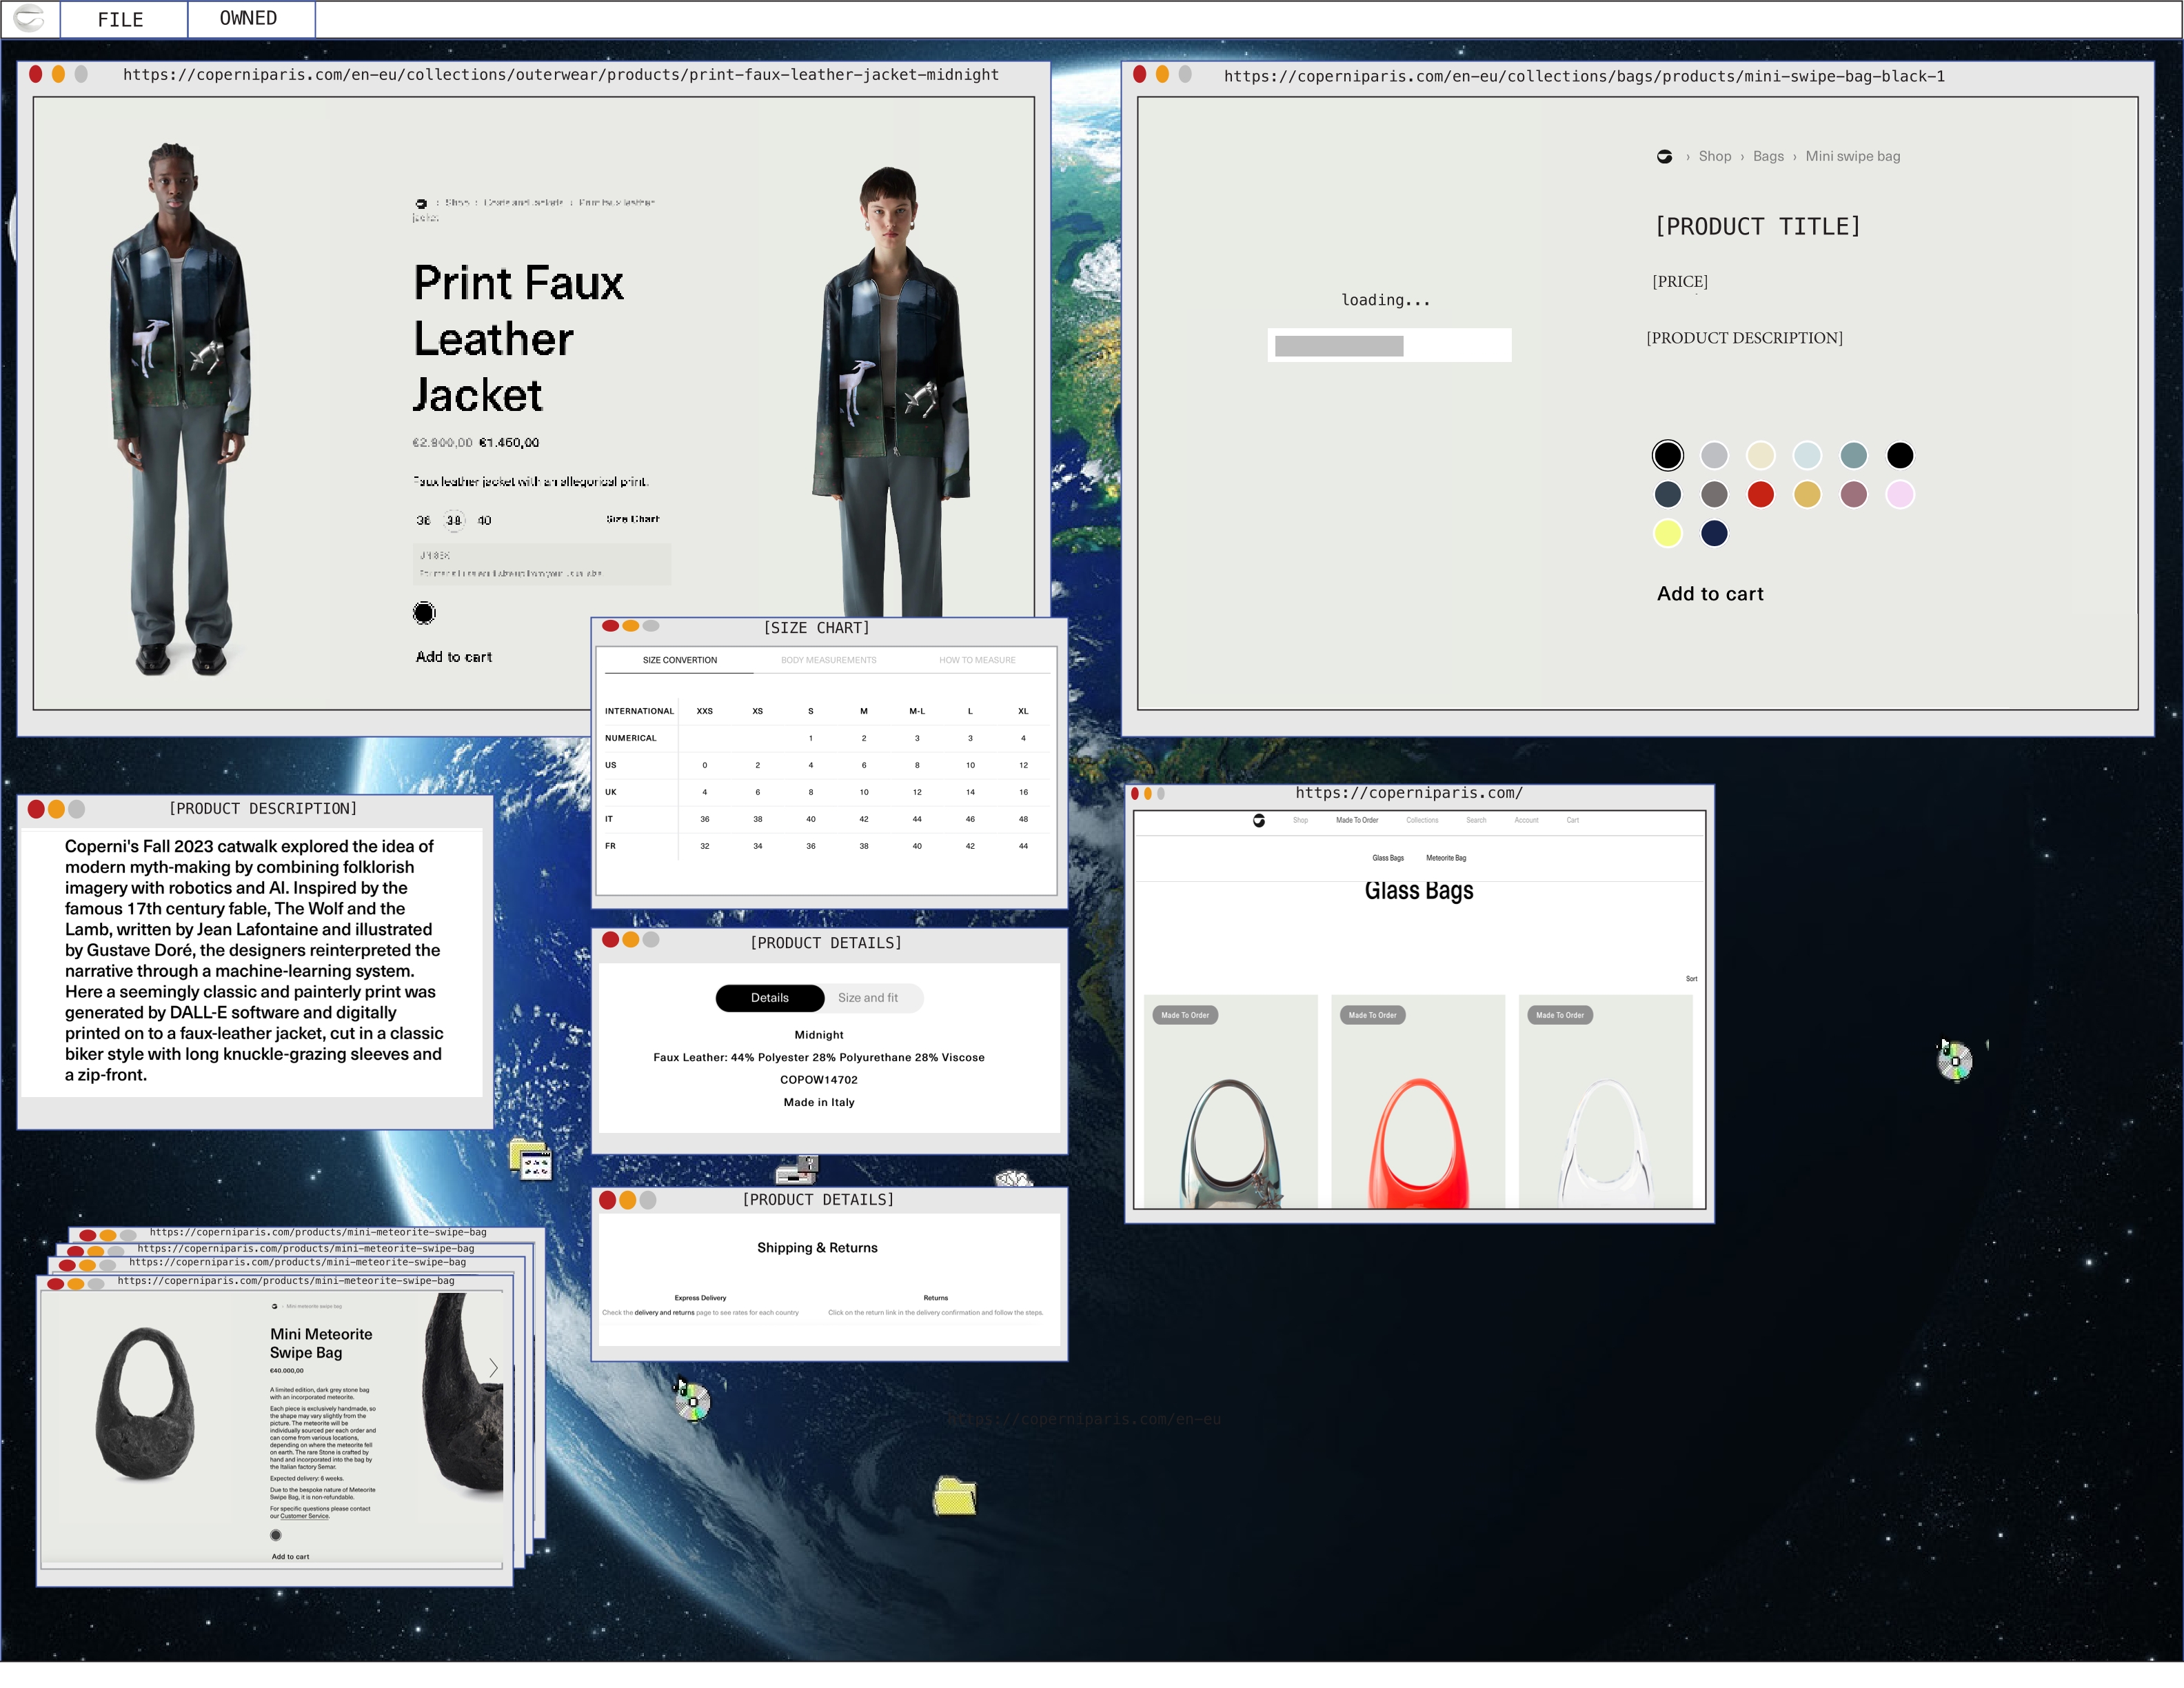 FILE
OWNED
https://coperniparis.com/en-eu/collections/outerwear/products/print-faux-leather-jacket-midnight
› Shop › Coats and jackets › Print faux leather
jacket
Print Faux
Leather
Jacket
€2.900,00 €1.460,00
Faux leather jacket with an allegorical print.
36 38 40 Size Chart
UNISEX
Add to cart
https://coperniparis.com/en-eu/collections/bags/products/mini-swipe-bag-black-1
› Shop › Bags › Mini swipe bag
[PRODUCT TITLE]
[PRICE]
loading...
[PRODUCT DESCRIPTION]
Add to cart
[SIZE CHART]
SIZE CONVERTION BODY MEASUREMENTS HOW TO MEASURE
INTERNATIONAL XXS XS S M M-L L XL
NUMERICAL 1 2 3 3 4
US 0 2 4 6 8 10 12
UK 4 6 8 10 12 14 16
IT 36 38 40 42 44 46 48
FR 32 34 36 38 40 42 44
[PRODUCT DESCRIPTION]
Coperni's Fall 2023 catwalk explored the idea of
modern myth-making by combining folklorish
imagery with robotics and AI. Inspired by the
famous 17th century fable, The Wolf and the
Lamb, written by Jean Lafontaine and illustrated
by Gustave Doré, the designers reinterpreted the
narrative through a machine-learning system.
Here a seemingly classic and painterly print was
generated by DALL-E software and digitally
printed on to a faux-leather jacket, cut in a classic
biker style with long knuckle-grazing sleeves and
a zip-front.
[PRODUCT DETAILS]
Details Size and fit
Midnight
Faux Leather: 44% Polyester 28% Polyurethane 28% Viscose
COPOW14702
Made in Italy
[PRODUCT DETAILS]
Shipping & Returns
Express Delivery Returns
Check the delivery and returns page to see rates for each country Click on the return link in the delivery confirmation and follow the steps.
https://coperniparis.com/
Shop Made To Order Collections Search Account Cart
Glass Bags Meteorite Bag
Glass Bags
Sort
Made To Order Made To Order Made To Order
https://coperniparis.com/products/mini-meteorite-swipe-bag
https://coperniparis.com/products/mini-meteorite-swipe-bag
https://coperniparis.com/products/mini-meteorite-swipe-bag
https://coperniparis.com/products/mini-meteorite-swipe-bag
› Mini meteorite swipe bag
Mini Meteorite
Swipe Bag
€40.000,00
A limited edition, dark grey stone bag
with an incorporated meteorite.
Each piece is exclusively handmade, so
the shape may vary slightly from the
picture. The meteorite will be
individually sourced per each order and
can come from various locations,
depending on where the meteorite fell
on earth. The rare Stone is crafted by
hand and incorporated into the bag by
the Italian factory Semar.
Expected delivery: 6 weeks.
Due to the bespoke nature of Meteorite
Swipe Bag, it is non-refundable.
For specific questions please contact
our Customer Service.
Add to cart
https://coperniparis.com/en-eu